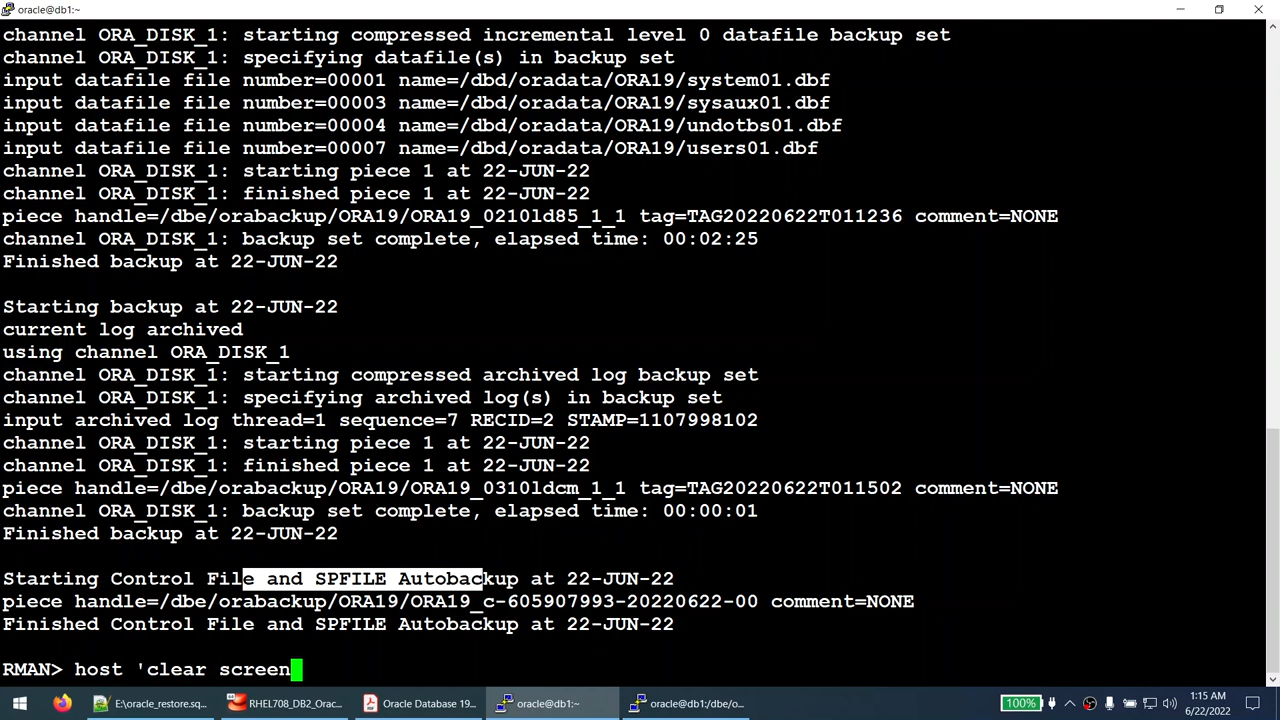 oracle@db1:~
channel ORA_DISK_1: starting compressed incremental level 0 datafile backup set
channel ORA_DISK_1: specifying datafile(s) in backup set
input datafile file number=00001 name=/dbd/oradata/ORA19/system01.dbf
input datafile file number=00003 name=/dbd/oradata/ORA19/sysaux01.dbf
input datafile file number=00004 name=/dbd/oradata/ORA19/undotbs01.dbf
input datafile file number=00007 name=/dbd/oradata/ORA19/users01.dbf
channel ORA_DISK_1: starting piece 1 at 22-JUN-22
channel ORA_DISK_1: finished piece 1 at 22-JUN-22
piece handle=/dbe/orabackup/ORA19/ORA19_0210ld85_1_1 tag=TAG20220622T011236 comment=NONE
channel ORA_DISK_1: backup set complete, elapsed time: 00:02:25
Finished backup at 22-JUN-22
Starting backup at 22-JUN-22
current log archived
using channel ORA_DISK_1
channel ORA_DISK_1: starting compressed archived log backup set
channel ORA_DISK_1: specifying archived log(s) in backup set
input archived log thread=1 sequence=7 RECID=2 STAMP=1107998102
channel ORA_DISK_1: starting piece 1 at 22-JUN-22
channel ORA_DISK_1: finished piece 1 at 22-JUN-22
piece handle=/dbe/orabackup/ORA19/ORA19_0310ldcm_1_1 tag=TAG20220622T011502 comment=NONE
channel ORA_DISK_1: backup set complete, elapsed time: 00:00:01
Finished backup at 22-JUN-22
Starting Control File and SPFILE Autobackup at 22-JUN-22
piece handle=/dbe/orabackup/ORA19/ORA19_c-605907993-20220622-00 comment=NONE
Finished Control File and SPFILE Autobackup at 22-JUN-22
RMAN> host 'clear screen
E:\oracle_restore.sq...
RHEL708_DB2_Orac...
Oracle Database 19...
oracle@db1:~
oracle@db1:/dbe/o...
100%
1:15 AM
6/22/2022